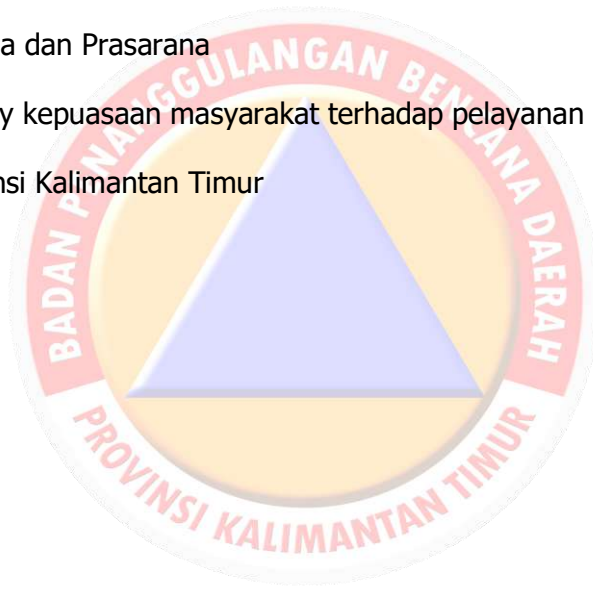 a dan Prasarana
y kepuasaan masyarakat terhadap pelayanan
nsi Kalimantan Timur
BADAN PENANGGULANGAN BENCANA DAERAH
PROVINSI KALIMANTAN TIMUR